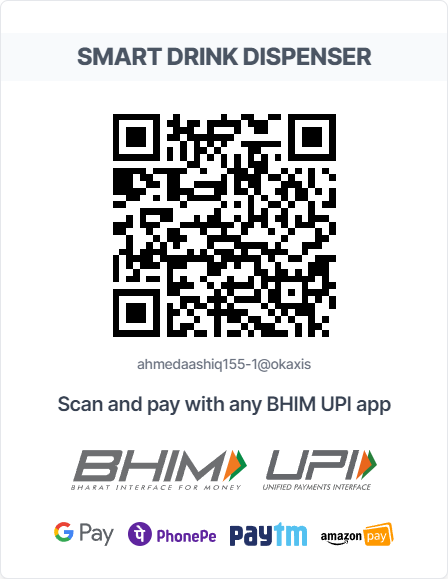 SMART DRINK DISPENSER
ahmedaashiq155-1@okaxis
Scan and pay with any BHIM UPI app
BHIM UPI
BHARAT INTERFACE FOR MONEY UNIFIED PAYMENTS INTERFACE
G Pay PhonePe paytm amazon pay